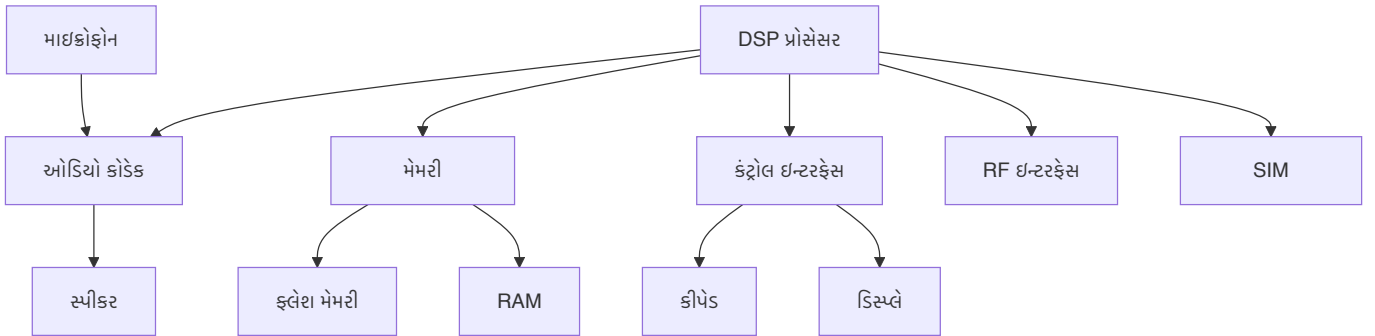 માઇક્રોફોન
DSP પ્રોસેસર
ઓડિયો કોડેક
મેમરી
કંટ્રોલ ઇન્ટરફેસ
RF ઇન્ટરફેસ
SIM
સ્પીકર
ફ્લેશ મેમરી
RAM
કીપેડ
ડિસ્પ્લે